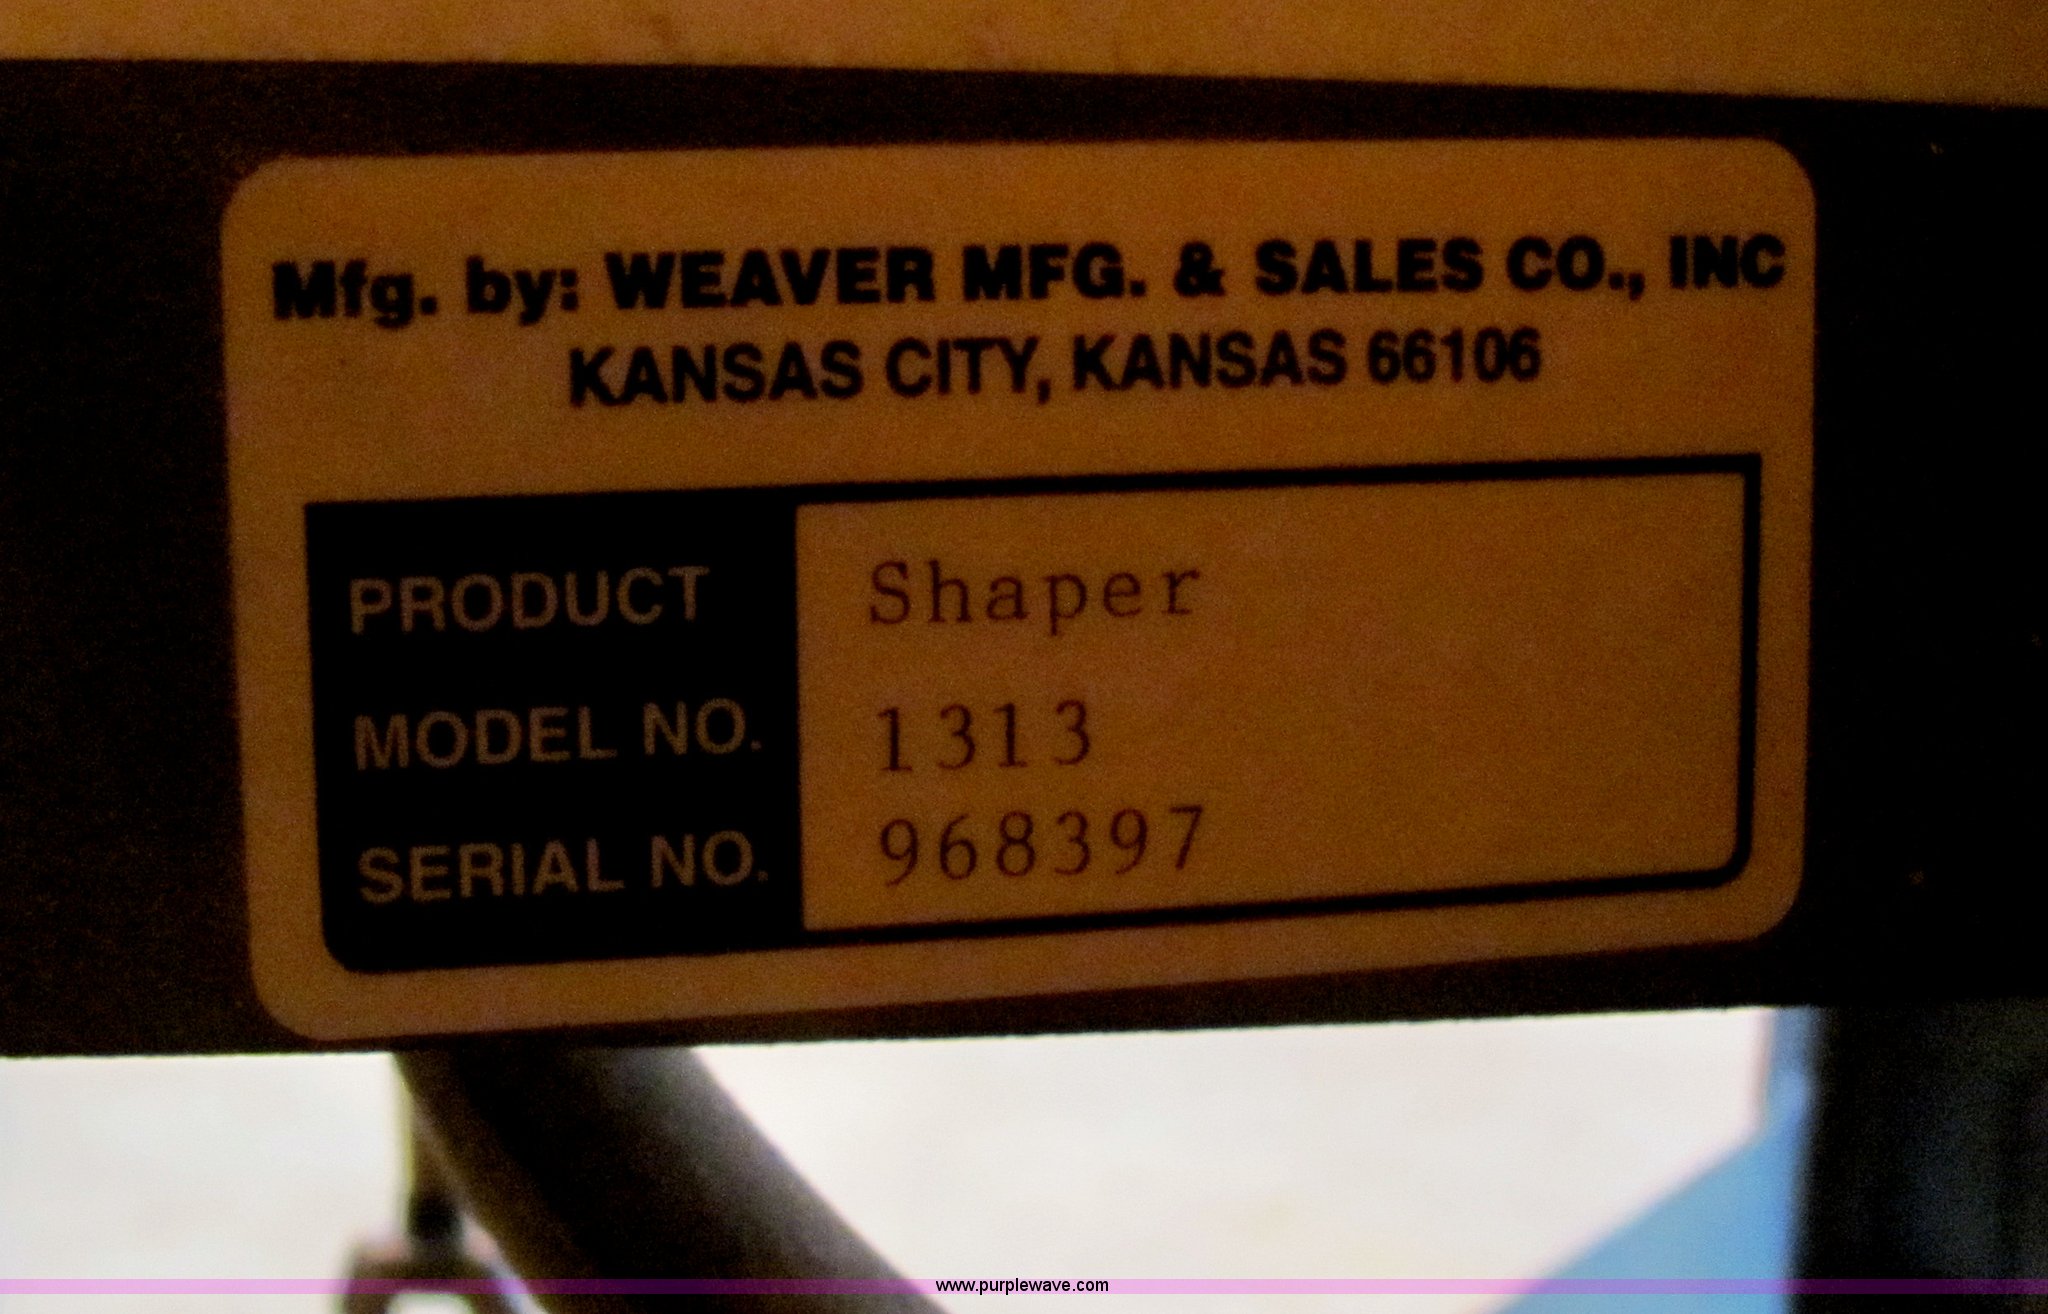 Mfg. by: WEAVER MFG. & SALES CO., INC
KANSAS CITY, KANSAS 66106
PRODUCT Shaper
MODEL NO. 1313
SERIAL NO. 968397
www.purplewave.com